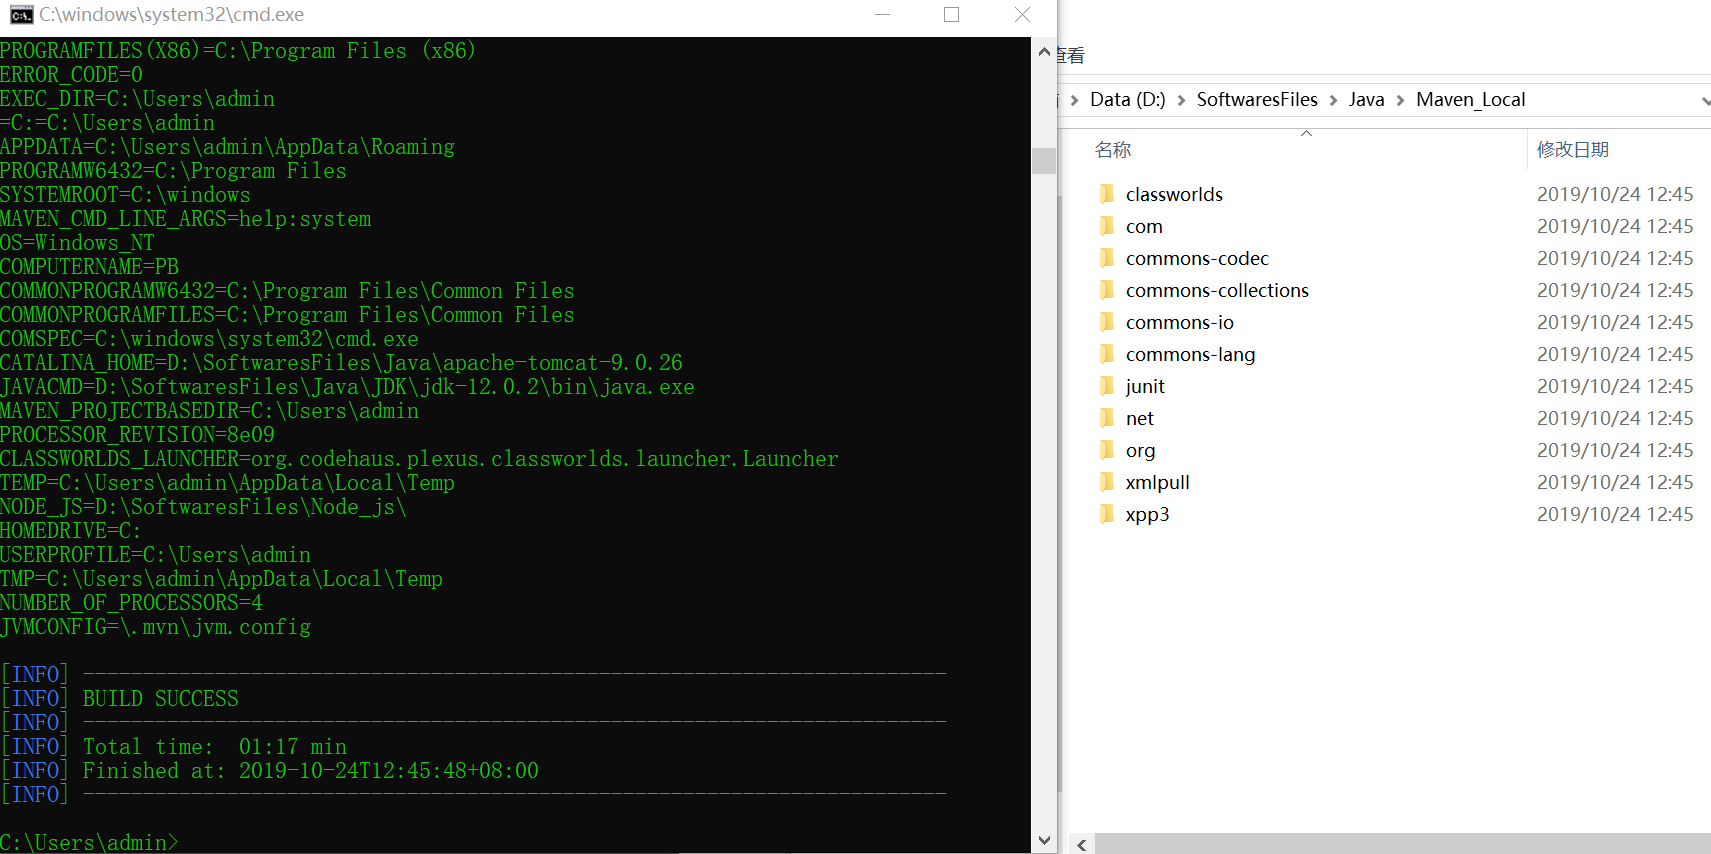 C:\windows\system32\cmd.exe
PROGRAMFILES(X86)=C:\Program Files (x86)
ERROR_CODE=0
EXEC_DIR=C:\Users\admin
=C:=C:\Users\admin
APPDATA=C:\Users\admin\AppData\Roaming
PROGRAMW6432=C:\Program Files
SYSTEMROOT=C:\windows
MAVEN_CMD_LINE_ARGS=help:system
OS=Windows_NT
COMPUTERNAME=PB
COMMONPROGRAMW6432=C:\Program Files\Common Files
COMMONPROGRAMFILES=C:\Program Files\Common Files
COMSPEC=C:\windows\system32\cmd.exe
CATALINA_HOME=D:\SoftwaresFiles\Java\apache-tomcat-9.0.26
JAVACMD=D:\SoftwaresFiles\Java\JDK\jdk-12.0.2\bin\java.exe
MAVEN_PROJECTBASEDIR=C:\Users\admin
PROCESSOR_REVISION=8e09
CLASSWORLDS_LAUNCHER=org.codehaus.plexus.classworlds.launcher.Launcher
TEMP=C:\Users\admin\AppData\Local\Temp
NODE_JS=D:\SoftwaresFiles\Node_js\
HOMEDRIVE=C:
USERPROFILE=C:\Users\admin
TMP=C:\Users\admin\AppData\Local\Temp
NUMBER_OF_PROCESSORS=4
JVMCONFIG=\.mvn\jvm.config
[INFO] ------------------------------------------------------------------------
[INFO] BUILD SUCCESS
[INFO] ------------------------------------------------------------------------
[INFO] Total time:  01:17 min
[INFO] Finished at: 2019-10-24T12:45:48+08:00
[INFO] ------------------------------------------------------------------------
C:\Users\admin>
查看
Data (D:) > SoftwaresFiles > Java > Maven_Local
名称 修改日期
classworlds 2019/10/24 12:45
com 2019/10/24 12:45
commons-codec 2019/10/24 12:45
commons-collections 2019/10/24 12:45
commons-io 2019/10/24 12:45
commons-lang 2019/10/24 12:45
junit 2019/10/24 12:45
net 2019/10/24 12:45
org 2019/10/24 12:45
xmlpull 2019/10/24 12:45
xpp3 2019/10/24 12:45